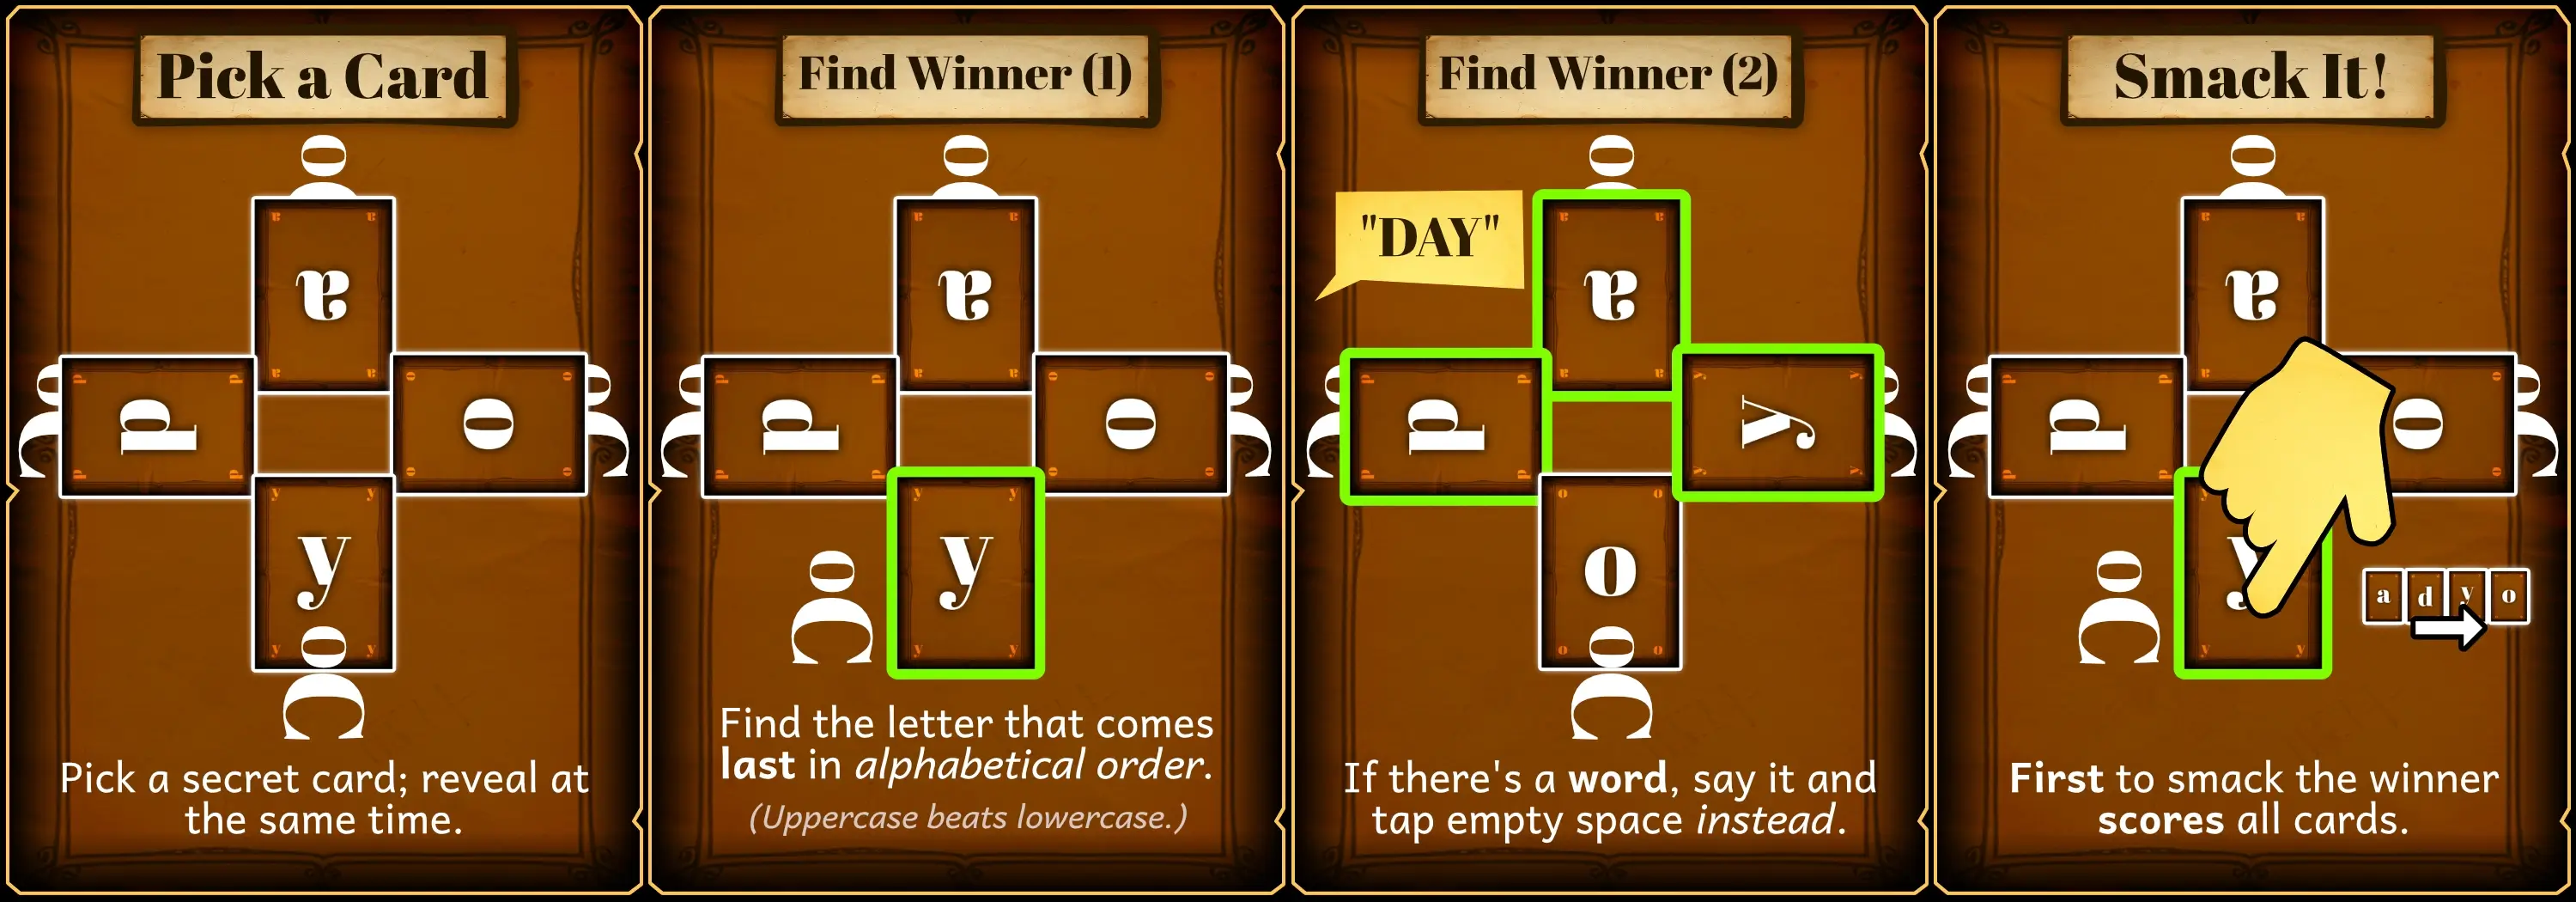 Pick a Card
a
d
o
y
Pick a secret card; reveal at
the same time.
Find Winner (1)
a
d
o
y
Find the letter that comes
last in alphabetical order.
(Uppercase beats lowercase.)
Find Winner (2)
"DAY"
a
d
y
o
If there's a word, say it and
tap empty space instead.
Smack It!
a
d
o
y
a d y o
First to smack the winner
scores all cards.